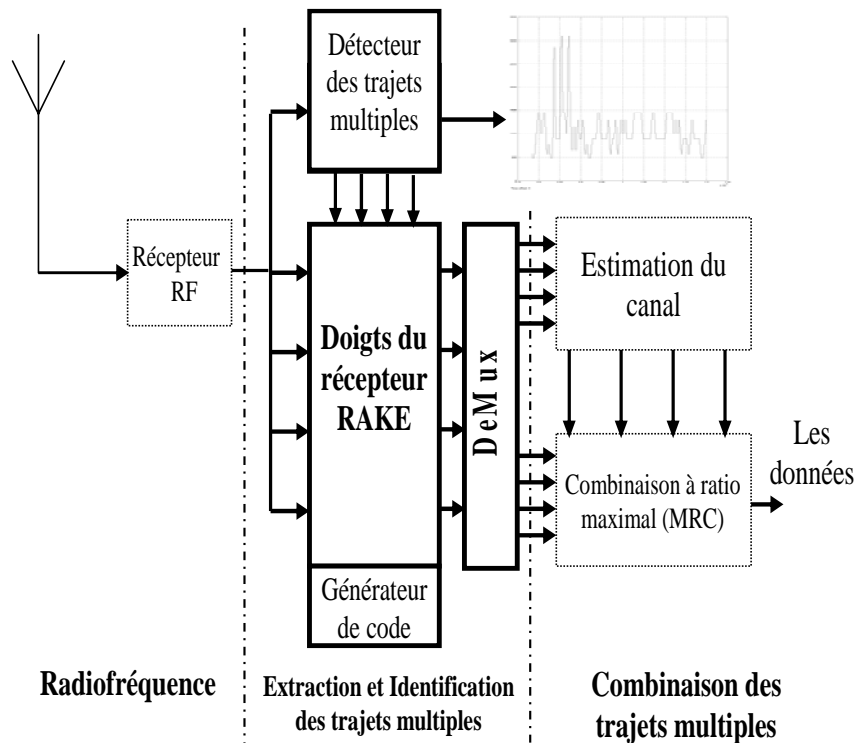 Détecteur
des trajets
multiples
Récepteur
RF
Doigts du
récepteur
RAKE
DeMux
Estimation du
canal
Combinaison à ratio
maximal (MRC)
Les
données
Générateur
de code
Radiofréquence
Extraction et Identification
des trajets multiples
Combinaison des
trajets multiples